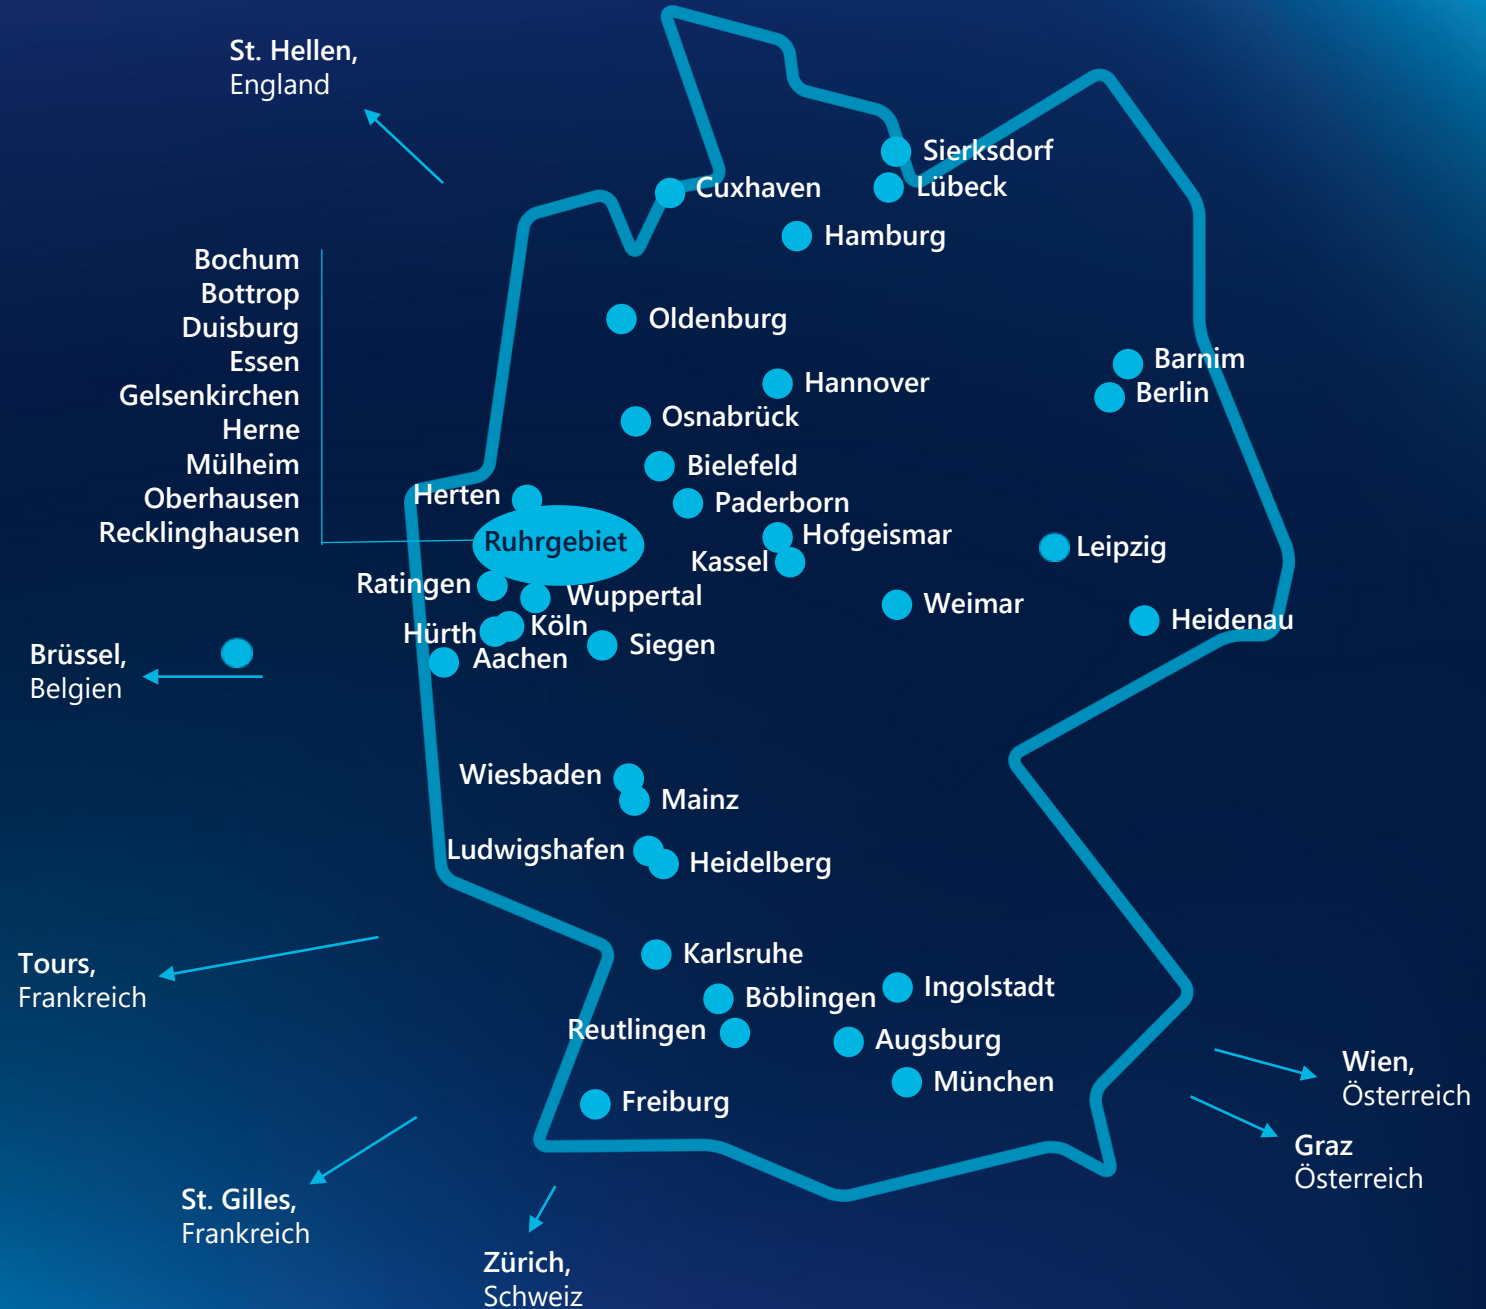 St. Hellen,
England
Sierksdorf
Cuxhaven
Lübeck
Hamburg
Bochum
Bottrop
Duisburg
Essen
Gelsenkirchen
Herne
Mülheim
Oberhausen
Recklinghausen
Oldenburg
Barnim
Hannover
Berlin
Osnabrück
Bielefeld
Herten
Paderborn
Ruhrgebiet
Hofgeismar
Leipzig
Kassel
Ratingen
Wuppertal
Weimar
Heidenau
Hürth
Köln
Siegen
Aachen
Brüssel,
Belgien
Wiesbaden
Mainz
Ludwigshafen
Heidelberg
Karlsruhe
Tours,
Frankreich
Ingolstadt
Böblingen
Reutlingen
Augsburg
München
Freiburg
Wien,
Österreich
Graz
Österreich
St. Gilles,
Frankreich
Zürich,
Schweiz